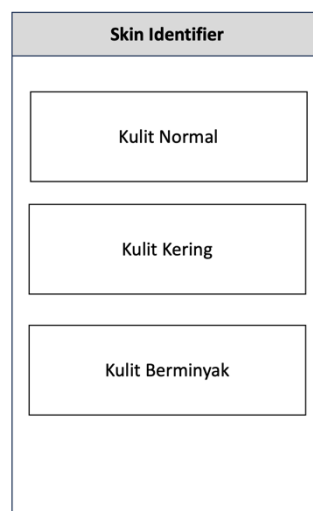 Skin Identifier
Kulit Normal
Kulit Kering
Kulit Berminyak